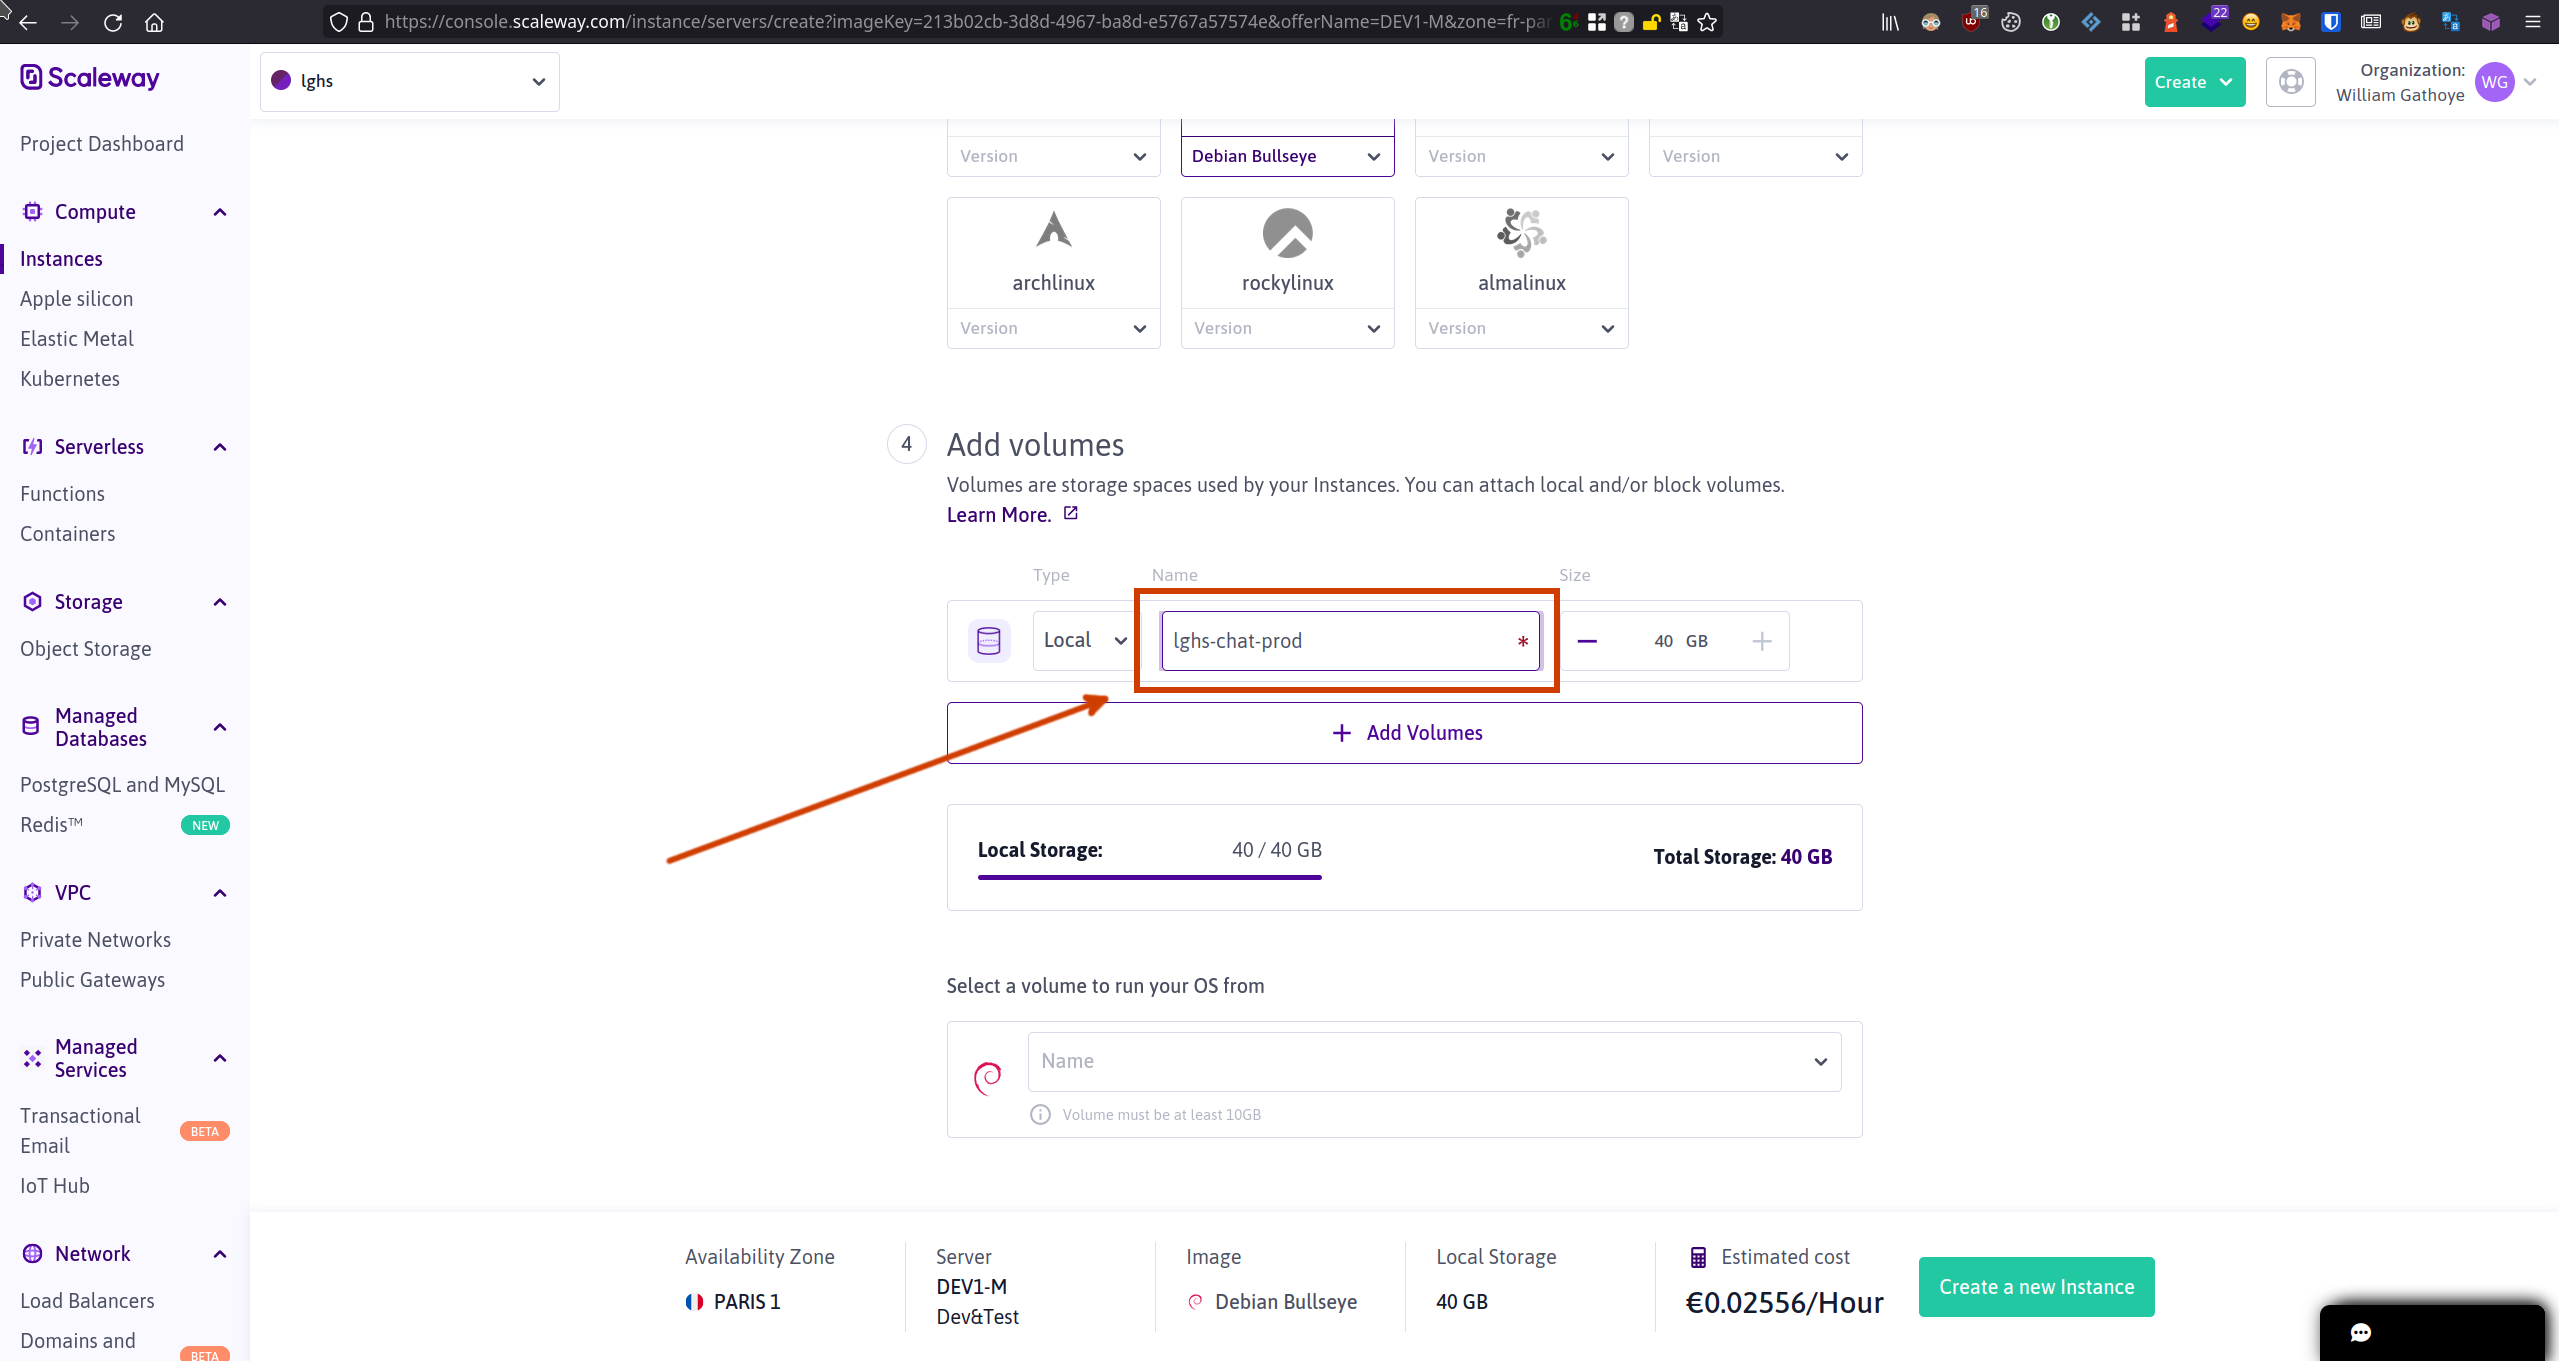 https://console.scaleway.com/instance/servers/create?imageKey=213b02cb-3d8d-4967-ba8d-e5767a57574e&offerName=DEV1-M&zone=fr-par
16
22
Scaleway
lghs
Create
Organization:
William Gathoye
WG
Project Dashboard
Compute
Instances
Apple silicon
Elastic Metal
Kubernetes
Serverless
Functions
Containers
Storage
Object Storage
Managed
Databases
PostgreSQL and MySQL
Redis™ NEW
VPC
Private Networks
Public Gateways
Managed
Services
Transactional
Email
BETA
IoT Hub
Network
Load Balancers
Domains and
BETA
Version
Debian Bullseye
Version
Version
archlinux
rockylinux
almalinux
Version
Version
Version
4 Add volumes
Volumes are storage spaces used by your Instances. You can attach local and/or block volumes.
Learn More.
Type Name Size
Local lghs-chat-prod * 40 GB
+ Add Volumes
Local Storage: 40 / 40 GB
Total Storage: 40 GB
Select a volume to run your OS from
Name
Volume must be at least 10GB
Availability Zone
PARIS 1
Server
DEV1-M
Dev&Test
Image
Debian Bullseye
Local Storage
40 GB
Estimated cost
€0.02556/Hour
Create a new Instance